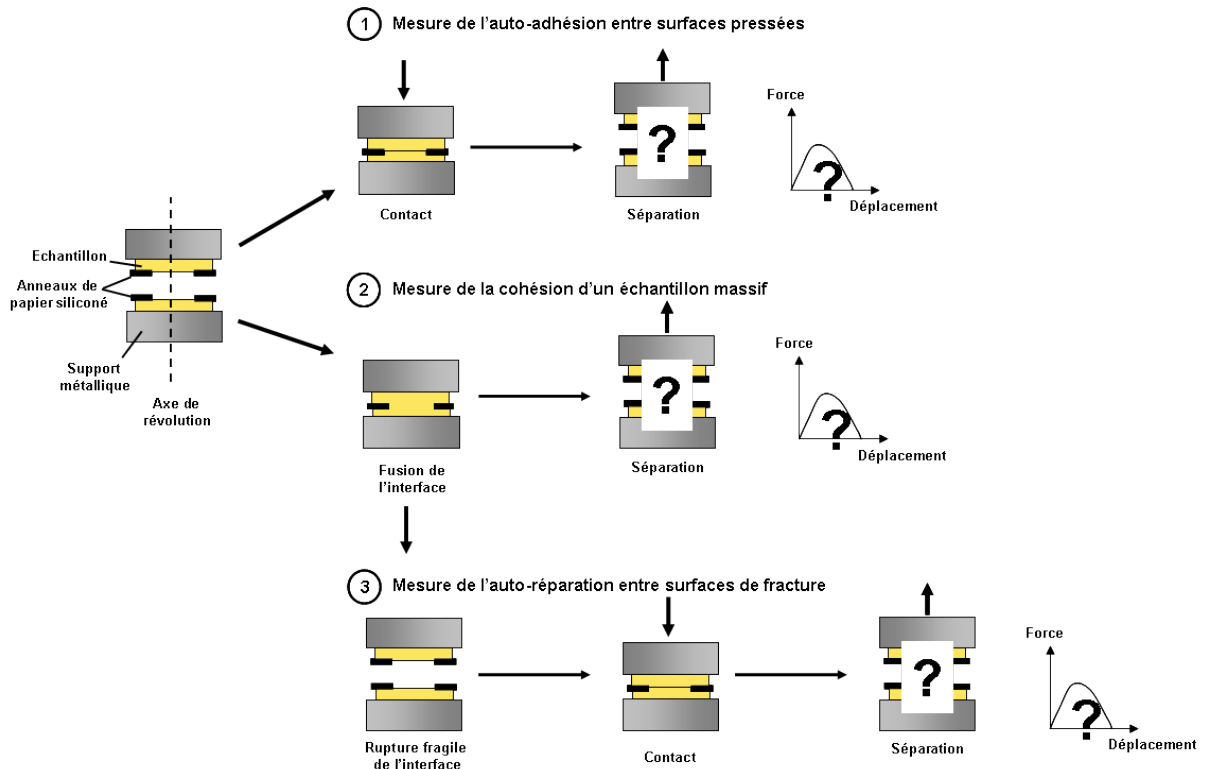 1 Mesure de l'auto-adhésion entre surfaces pressées
Contact
?
Séparation
Force
?
Déplacement
Echantillon
Anneaux de
papier siliconé
Support
métallique
Axe de
révolution
2 Mesure de la cohésion d'un échantillon massif
Fusion de
l'interface
?
Séparation
Force
?
Déplacement
3 Mesure de l'auto-réparation entre surfaces de fracture
Rupture fragile
de l'interface
Contact
?
Séparation
Force
?
Déplacement